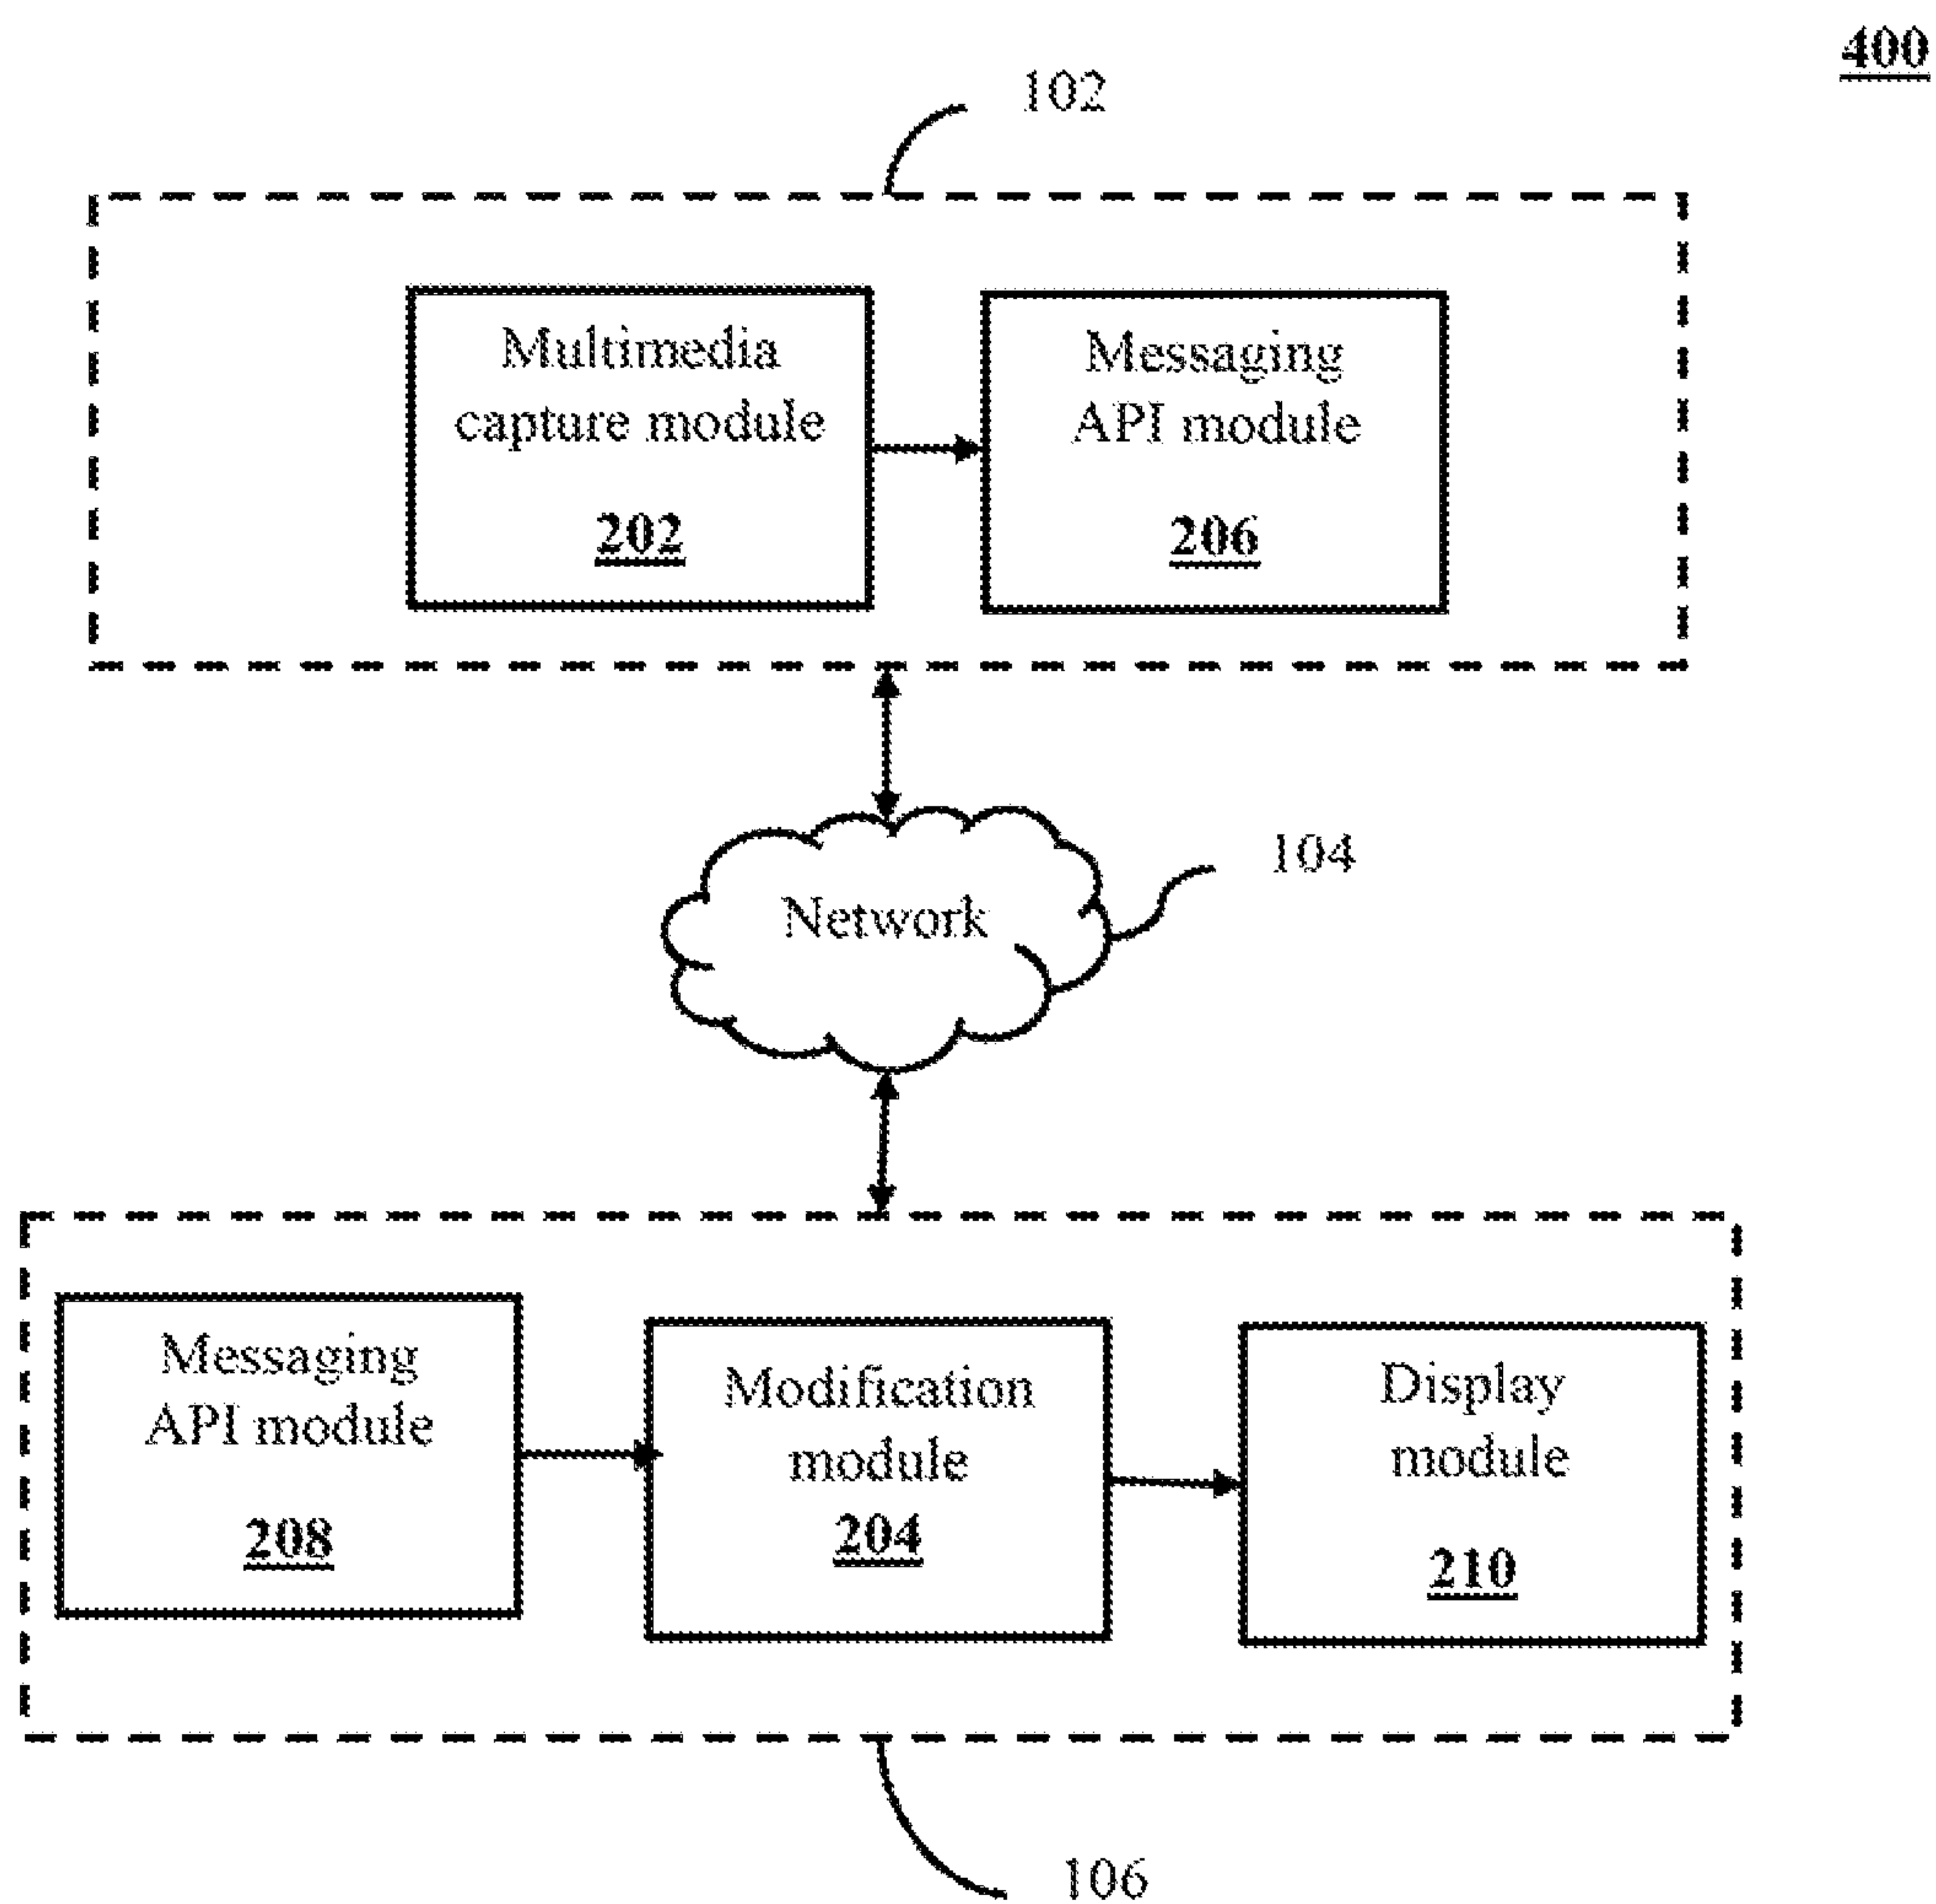 400
102
Multimedia
capture module
202
Messaging
API module
206
104
Network
Messaging
API module
208
Modification
module
204
Display
module
210
106